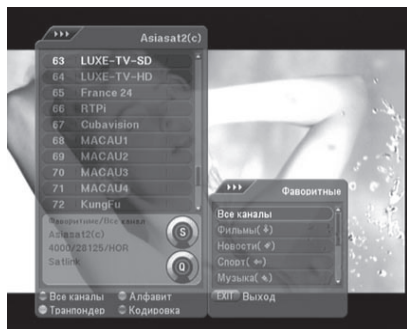 Asiasat2(c)
63 LUXE-TV-SD
64 LUXE-TV-HD
65 France 24
66 RTPi
67 Cubavision
68 MACAU1
69 MACAU2
70 MACAU3
71 MACAU4
72 KungFu
Фаворитные/Все канал
Asiasat2(c)
4000/28125/HOR
Satlink
S
Q
Все каналы Алфавит
Транпондер Кодировка
Фаворитные
Все каналы
Фильмы( )
Новости( )
Спорт( )
Музыка( )
EXIT Выход